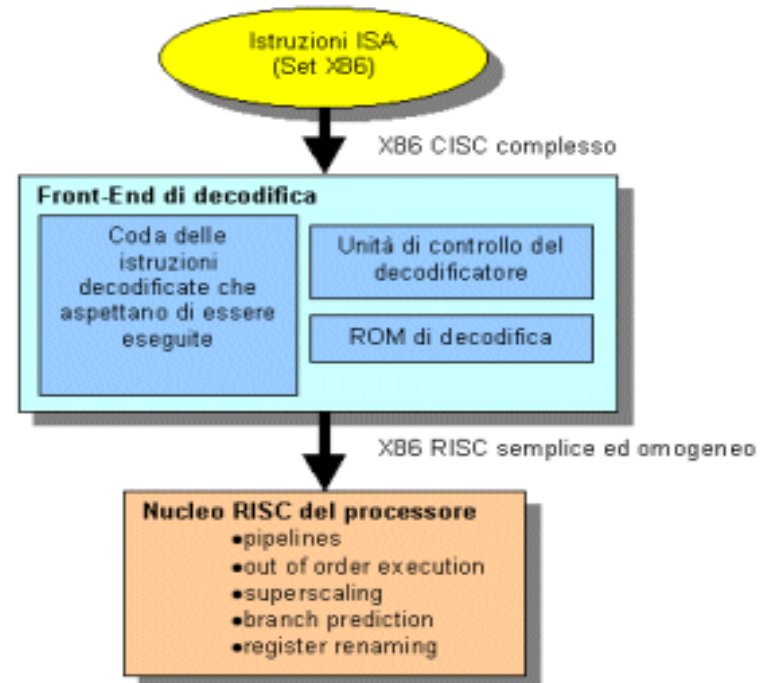 Istruzioni ISA
(Set X86)
X86 CISC complesso
Front-End di decodifica
Coda delle
istruzioni
decodificate che
aspettano di essere
eseguite
Unità di controllo del
decodificatore
ROM di decodifica
X86 RISC semplice ed omogeneo
Nucleo RISC del processore
•pipelines
•out of order execution
•superscaling
•branch prediction
•register renaming